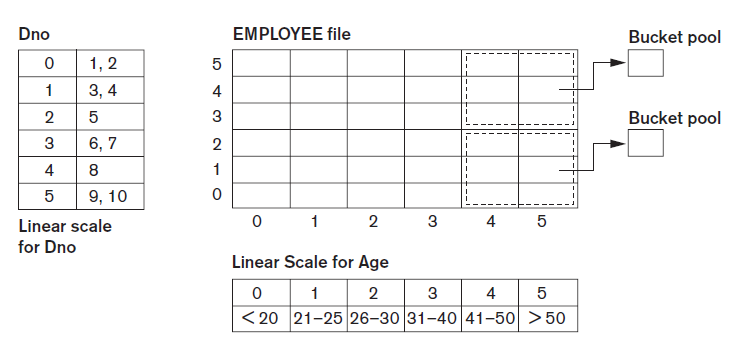 Dno
0 1, 2
1 3, 4
2 5
3 6, 7
4 8
5 9, 10
Linear scale
for Dno
EMPLOYEE file
5
4
3
2
1
0
0 1 2 3 4 5
Bucket pool
Bucket pool
Linear Scale for Age
0 1 2 3 4 5
< 20 21–25 26–30 31–40 41–50 > 50